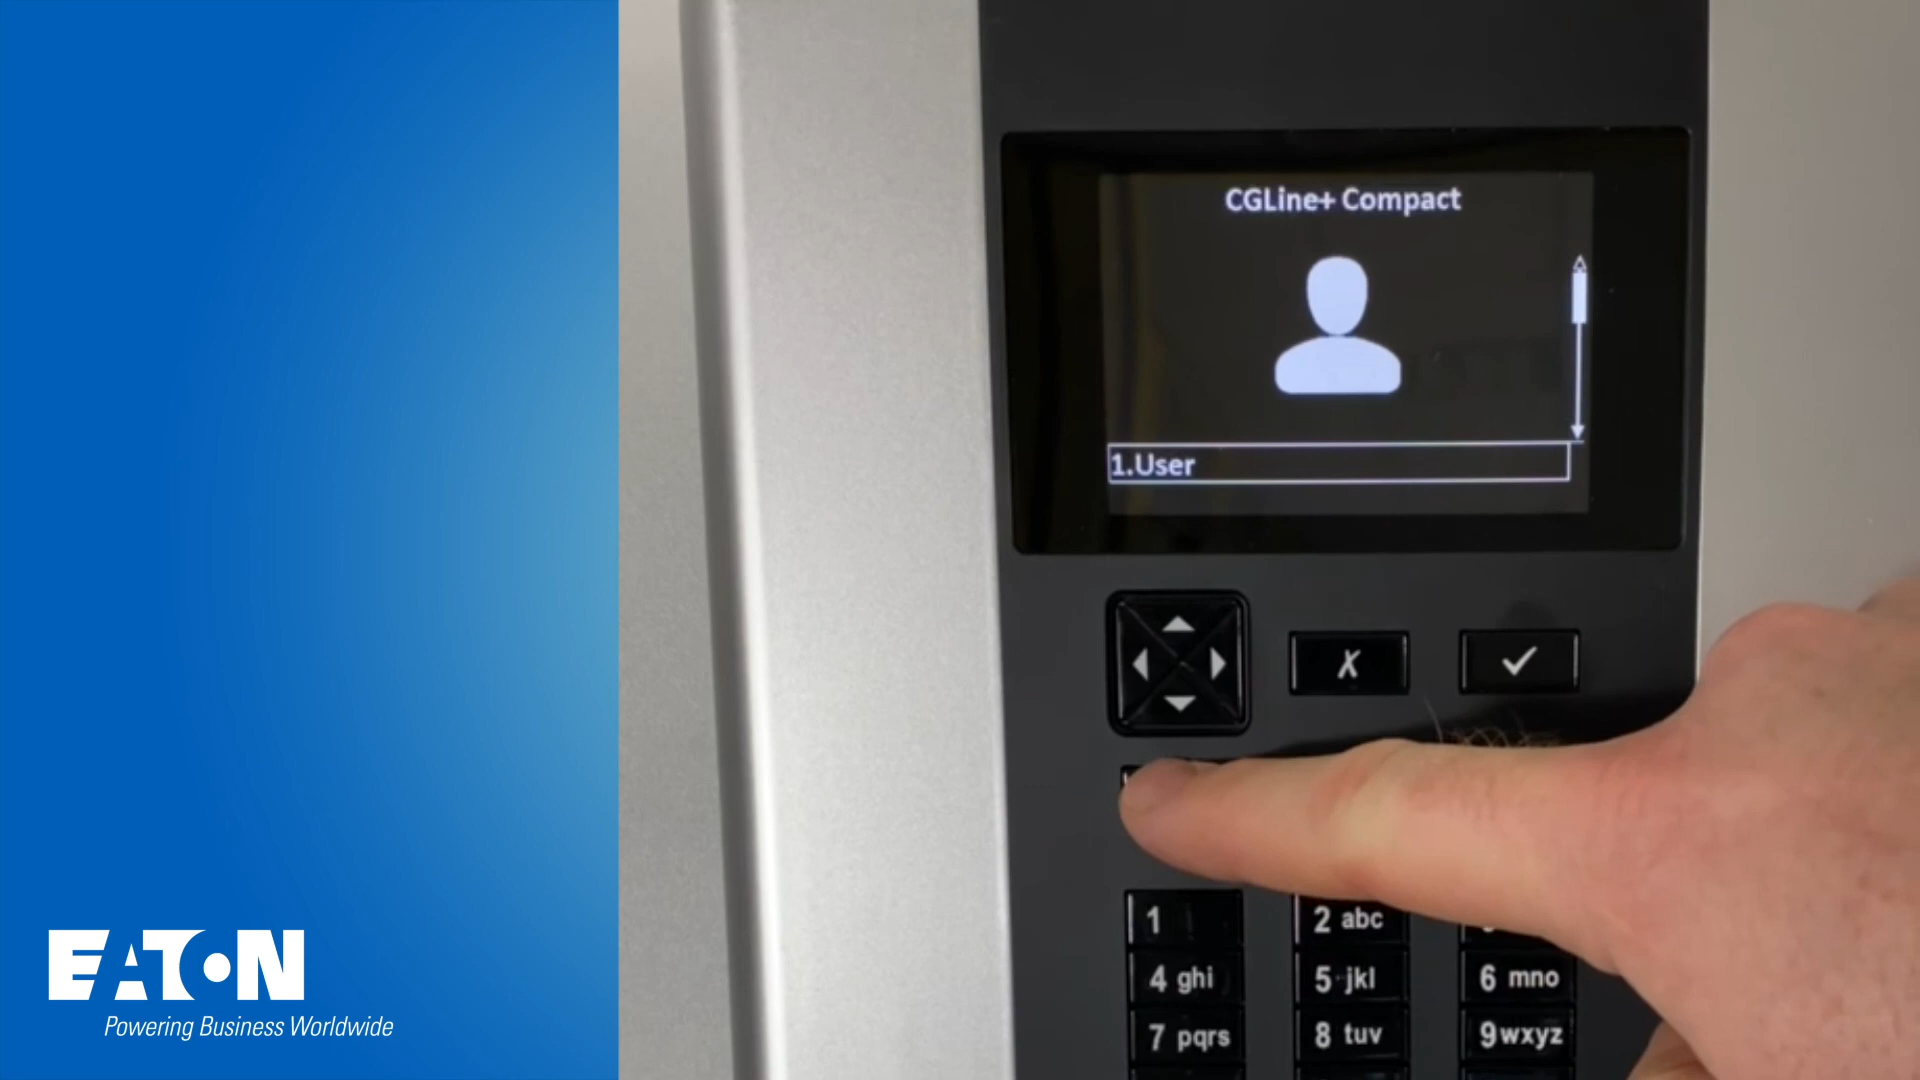 CGLine+ Compact
1.User
X
1
2 abc
4 ghi
5 jkl
6 mno
7 pqrs
8 tuv
9wxyz
EATON
Powering Business Worldwide